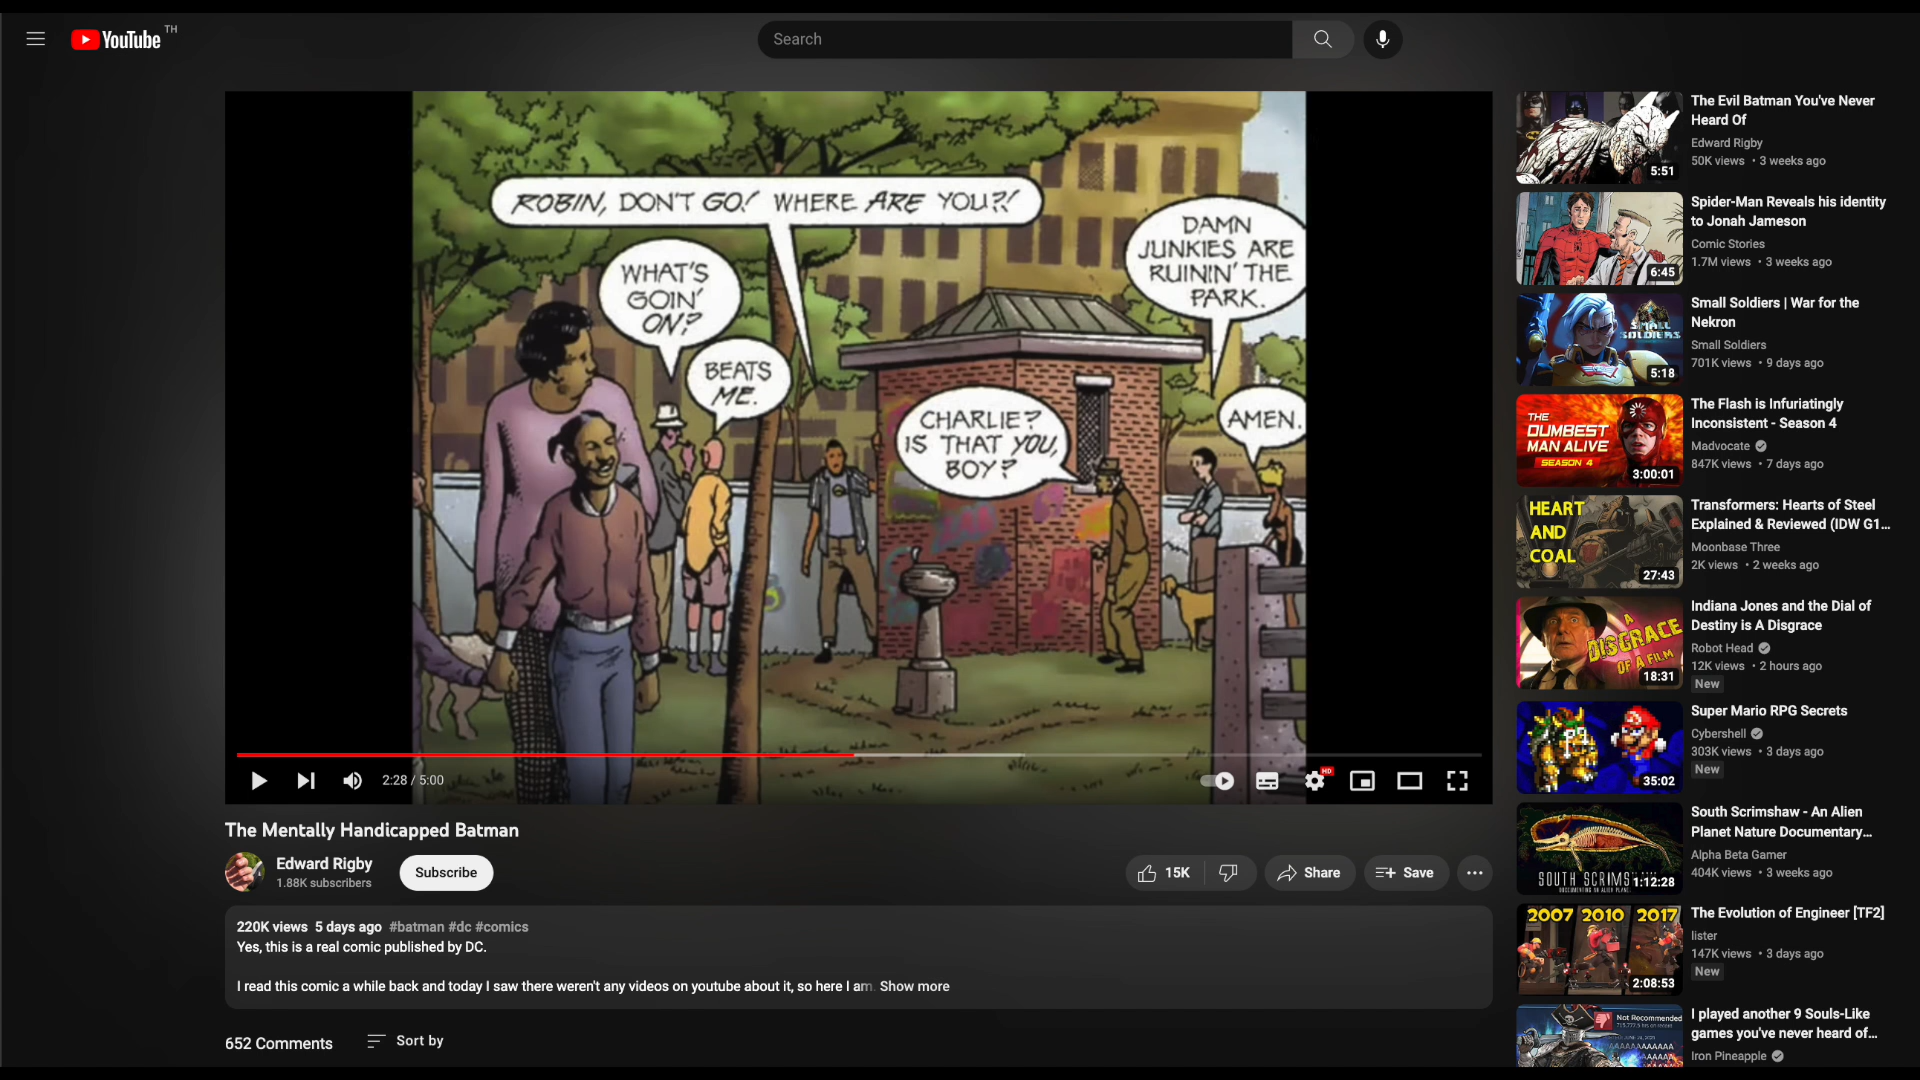 YouTube TH
Search
ROBIN, DON'T GO! WHERE ARE YOU?!
WHAT'S
GOIN'
ON?
BEATS
ME.
DAMN
JUNKIES ARE
RUININ' THE
PARK.
CHARLIE?
IS THAT YOU,
BOY?
AMEN.
2:28 / 5:00
HD
The Mentally Handicapped Batman
Edward Rigby
1.88K subscribers
Subscribe
15K
Share
Save
220K views 5 days ago #batman #dc #comics
Yes, this is a real comic published by DC.
I read this comic a while back and today I saw there weren't any videos on youtube about it, so here I am. Show more
652 Comments
Sort by
5:51
The Evil Batman You've Never
Heard Of
Edward Rigby
50K views • 3 weeks ago
6:45
Spider-Man Reveals his identity
to Jonah Jameson
Comic Stories
1.7M views • 3 weeks ago
SMALL
SOLDIERS
5:18
Small Soldiers | War for the
Nekron
Small Soldiers
701K views • 9 days ago
THE
DUMBEST
MAN ALIVE
SEASON 4
3:00:01
The Flash is Infuriatingly
Inconsistent - Season 4
Madvocate
847K views • 7 days ago
HEART
AND
COAL
27:43
Transformers: Hearts of Steel
Explained & Reviewed (IDW G1...
Moonbase Three
2K views • 2 weeks ago
A
DISGRACE
OF A FILM
18:31
Indiana Jones and the Dial of
Destiny is A Disgrace
Robot Head
12K views • 2 hours ago
New
35:02
Super Mario RPG Secrets
Cybershell
303K views • 3 days ago
New
SOUTH SCRIMS
1:12:28
South Scrimshaw - An Alien
Planet Nature Documentary...
Alpha Beta Gamer
404K views • 3 weeks ago
2007 2010 2017
2:08:53
The Evolution of Engineer [TF2]
lister
147K views • 3 days ago
New
Not Recommended
I played another 9 Souls-Like
games you've never heard of...
Iron Pineapple